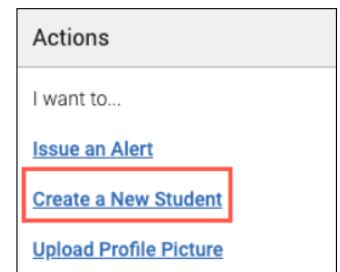 Actions
I want to...
Issue an Alert
Create a New Student
Upload Profile Picture